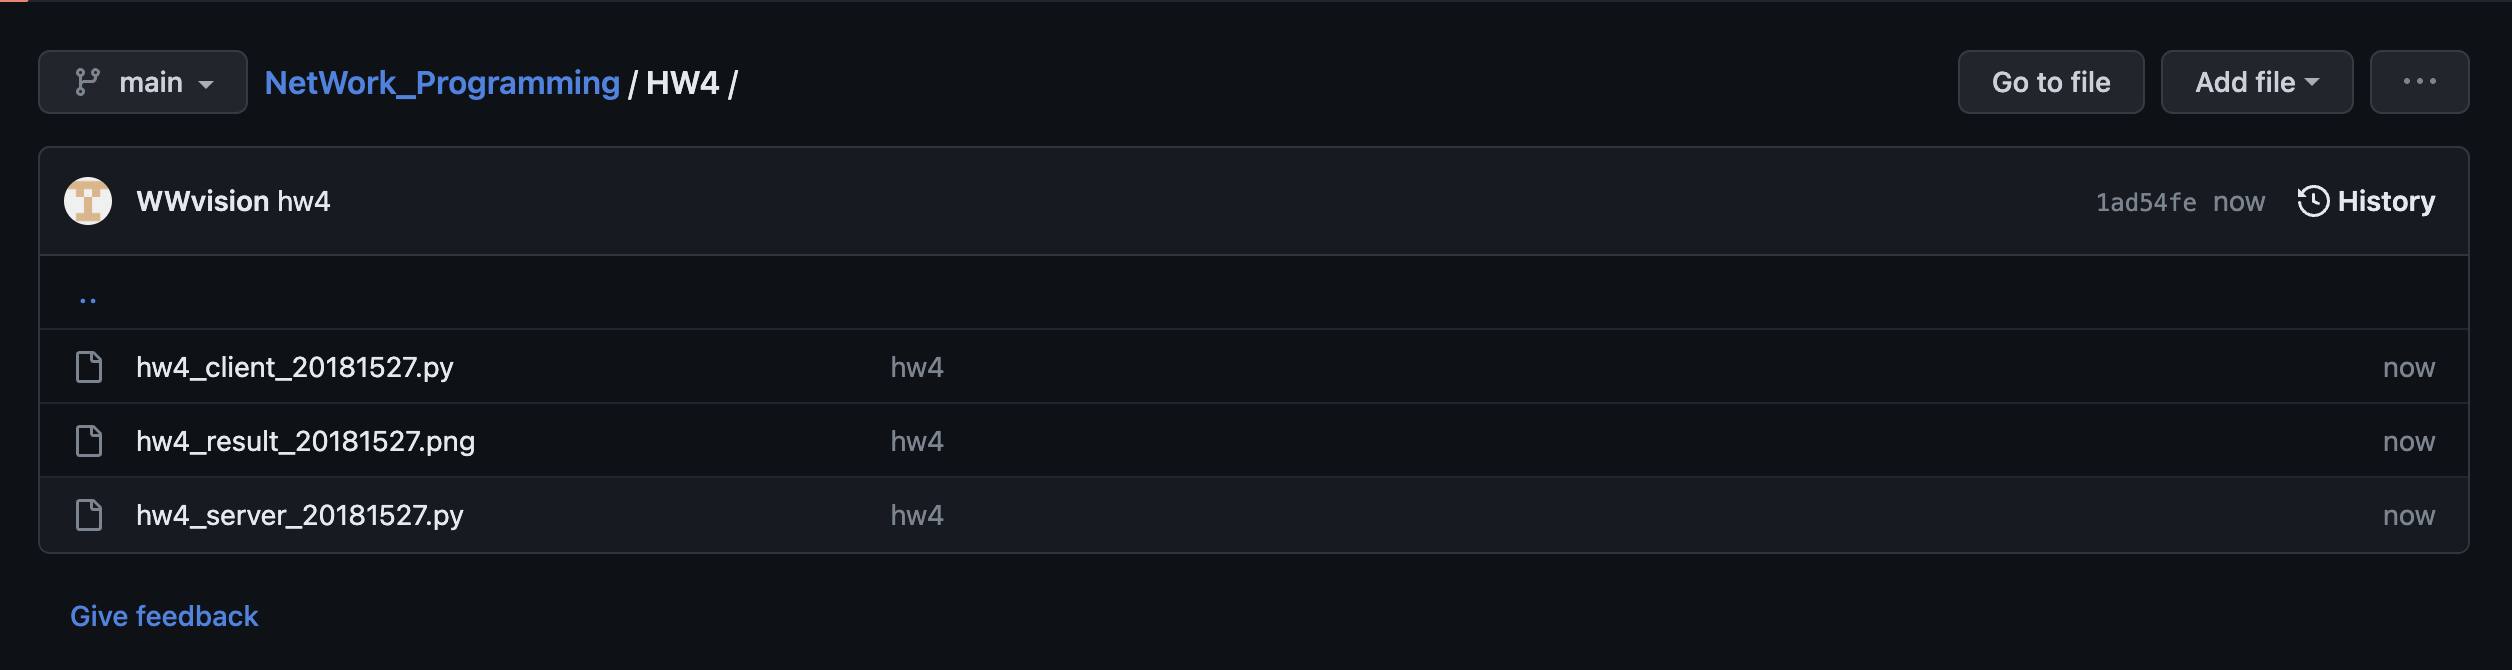 main NetWork_Programming / HW4 / Go to file Add file ...
WWvision hw4 1ad54fe now History
..
hw4_client_20181527.py hw4 now
hw4_result_20181527.png hw4 now
hw4_server_20181527.py hw4 now
Give feedback